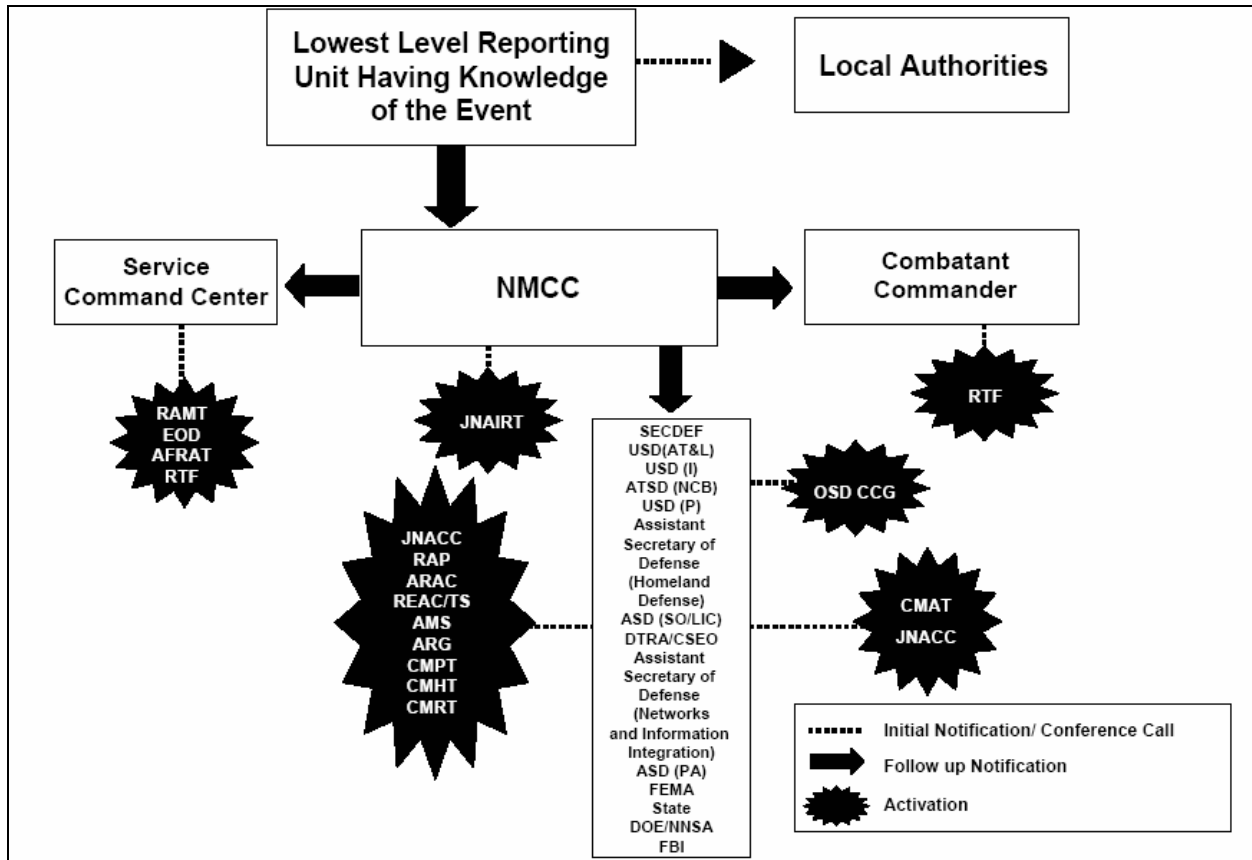 Lowest Level Reporting
Unit Having Knowledge
of the Event
Local Authorities
Service
Command Center
NMCC
Combatant
Commander
RAMT
EOD
AFRAT
RTF
JNAIRT
RTF
SECDEF
USD(AT&L)
USD (I)
ATSD (NCB)
USD (P)
Assistant
Secretary of
Defense
(Homeland
Defense)
ASD (SO/LIC)
DTRA/CSEO
Assistant
Secretary of
Defense
(Networks
and Information
Integration)
ASD (PA)
FEMA
State
DOE/NNSA
FBI
OSD CCG
JNACC
RAP
ARAC
REAC/TS
AMS
ARG
CMPT
CMHT
CMRT
CMAT
JNACC
Initial Notification/ Conference Call
Follow up Notification
Activation